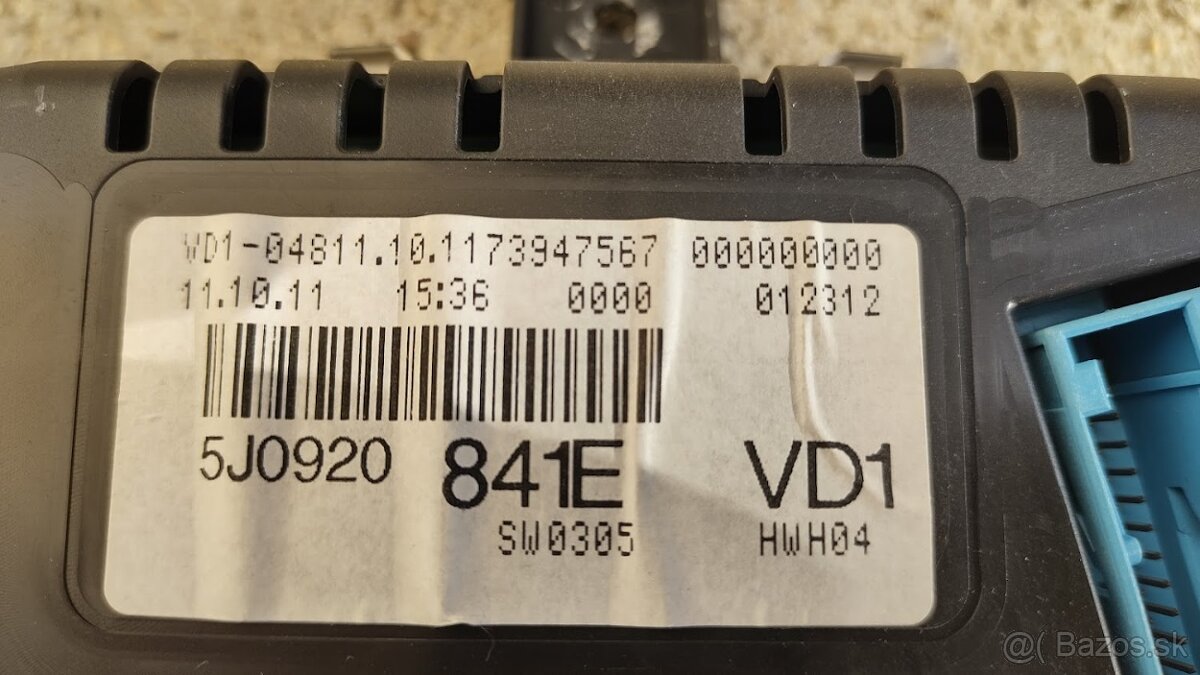 VD1-04811.10.1173947567 000000000
11.10.11 15:36 0000 012312
5J0920 841E VD1
SW0305 HWH04
@( Bazos.sk